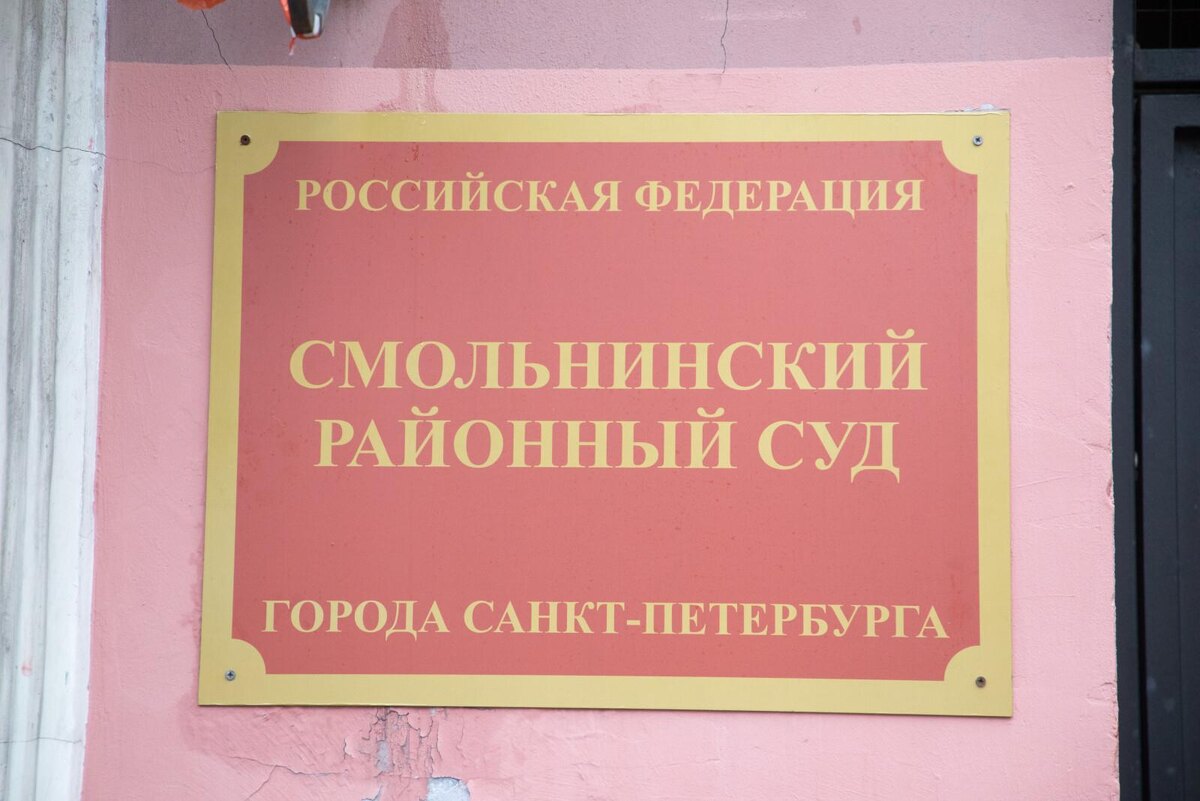 РОССИЙСКАЯ ФЕДЕРАЦИЯ
СМОЛЬНИНСКИЙ
РАЙОННЫЙ СУД
ГОРОДА САНКТ-ПЕТЕРБУРГА